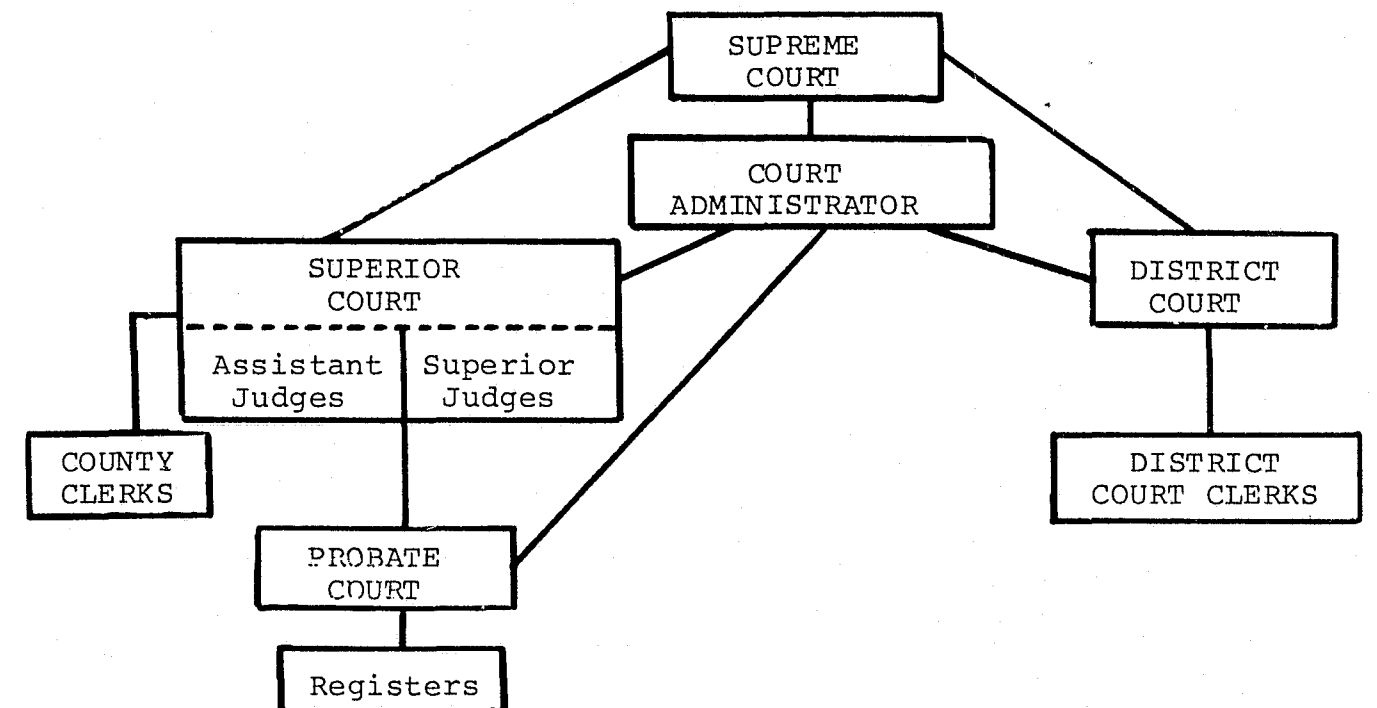 SUPREME
COURT
COURT
ADMINISTRATOR
SUPERIOR
COURT
Assistant
Judges
Superior
Judges
DISTRICT
COURT
COUNTY
CLERKS
DISTRICT
COURT CLERKS
PROBATE
COURT
Registers